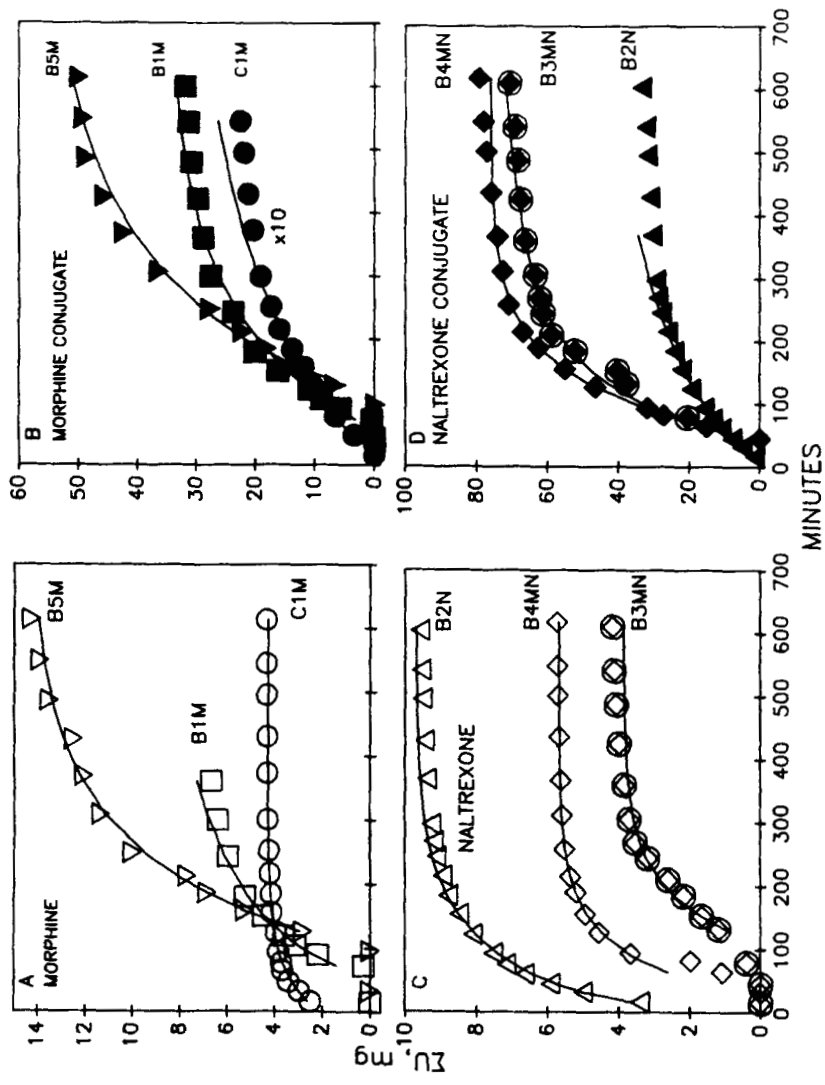 A
MORPHINE
B5M
B1M
C1M
14
12
10
8
6
4
2
0
B
MORPHINE CONJUGATE
B5M
B1M
C1M
x10
60
50
40
30
20
10
0
C
NALTREXONE
B2N
B4MN
B3MN
10
8
6
4
2
0
0 100 200 300 400 500 600 700
D
NALTREXONE CONJUGATE
B4MN
B3MN
B2N
100
80
60
40
20
0
0 100 200 300 400 500 600 700
ΣU, mg
MINUTES